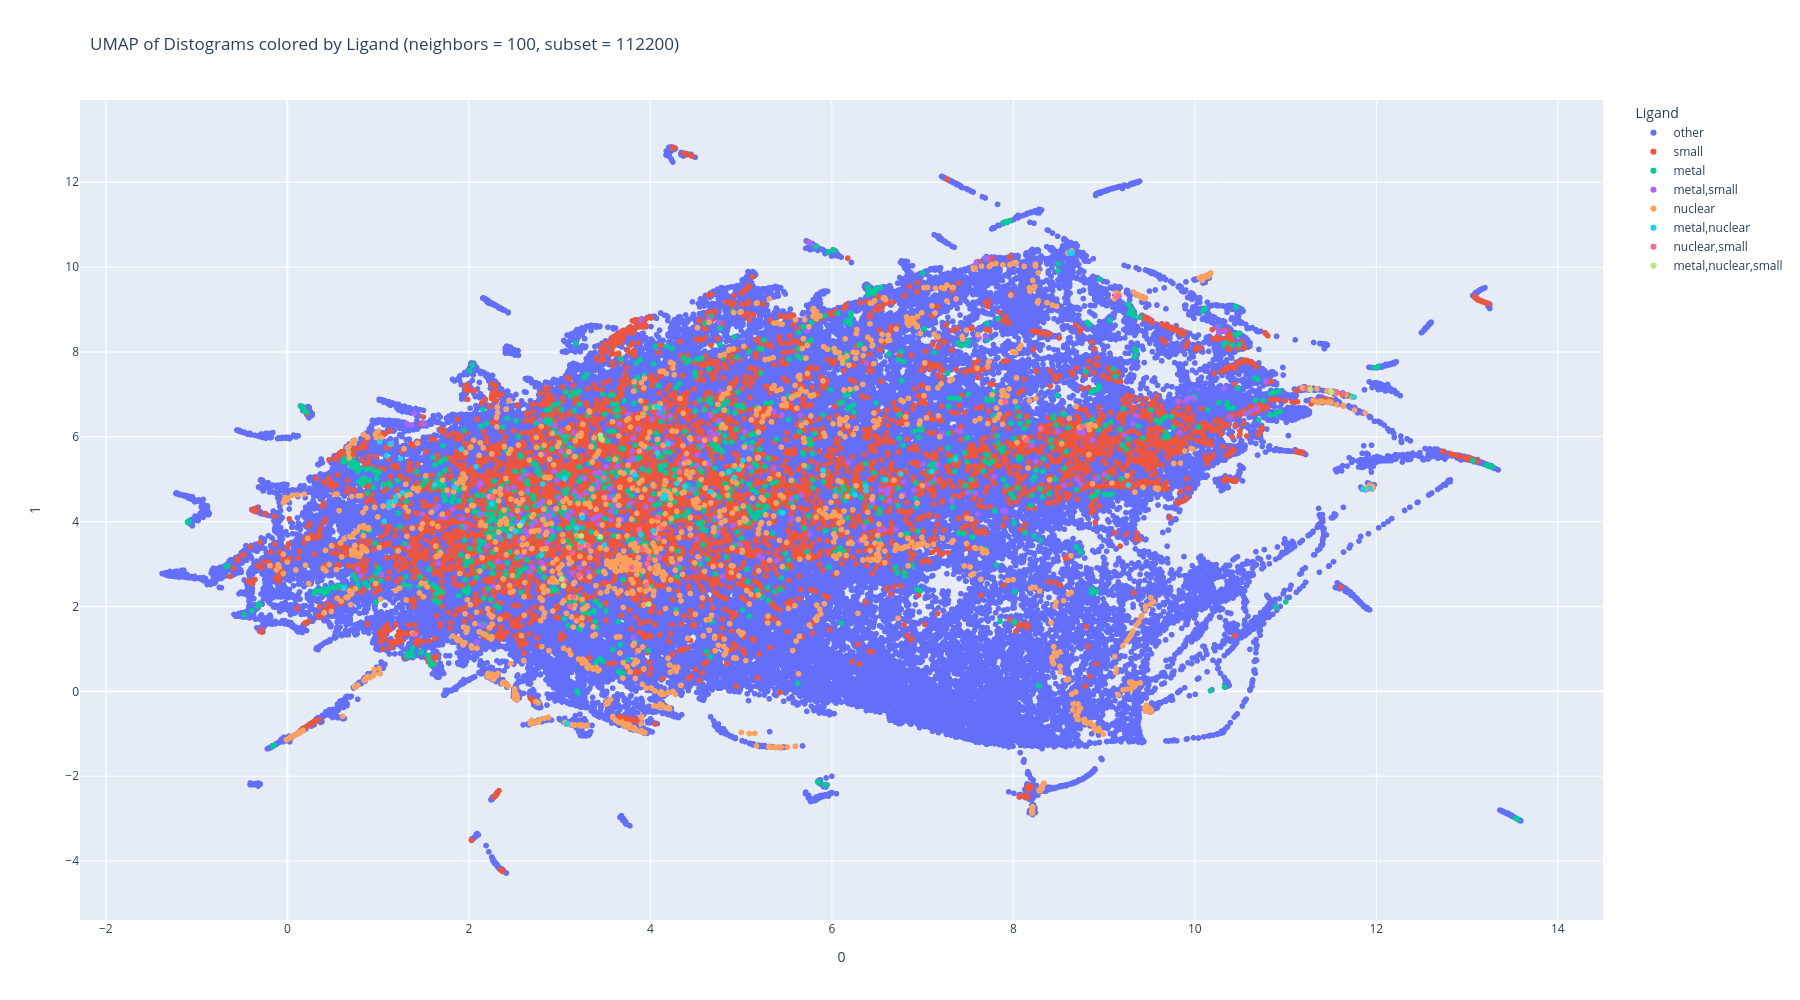 UMAP of Distograms colored by Ligand (neighbors = 100, subset = 112200)
Ligand
other
small
metal
metal,small
nuclear
metal,nuclear
nuclear,small
metal,nuclear,small
12
10
8
6
4
2
0
−2
−4
1
−2 0 2 4 6 8 10 12 14
0